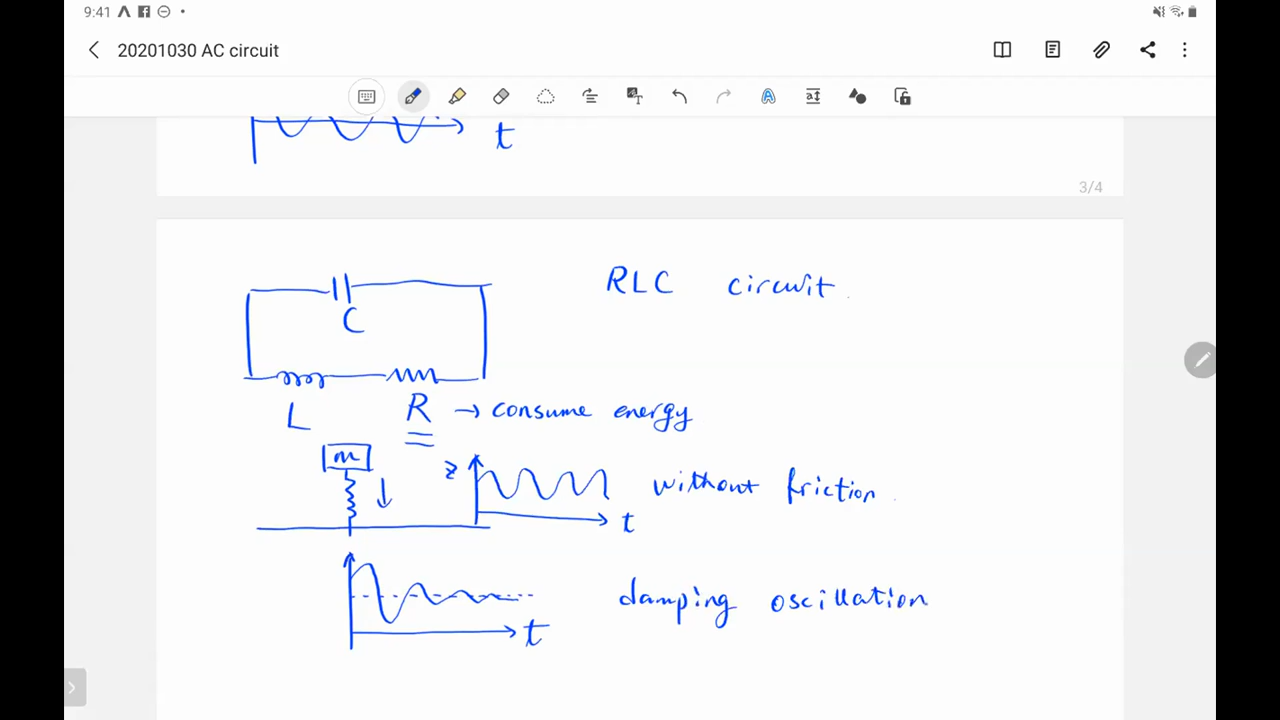 9:41
20201030 AC circuit
t
3/4
RLC circuit
C
L
R → consume energy
m
z
t
without friction
t
damping oscillation